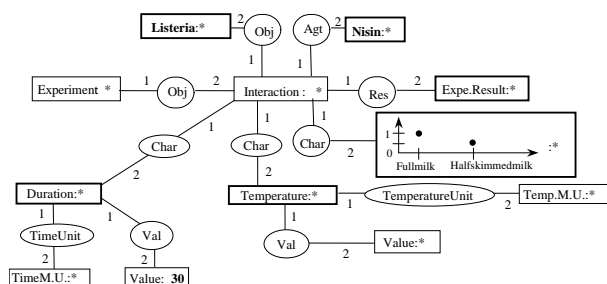 Listeria:* 2 Obj Agt 2 Nisin:*
1 1
Experiment * 1 Obj 2 Interaction : * 1 Res 2 Expe.Result:*
1 1 1
Char Char Char 2
1
0
Fullmilk Halfskimmedmilk
:*
2 2
Duration:* Temperature:* 1 TemperatureUnit 2 Temp.M.U.:*
1 1 1
TimeUnit Val Val 2 Value:*
2 2
TimeM.U.:* Value: 30